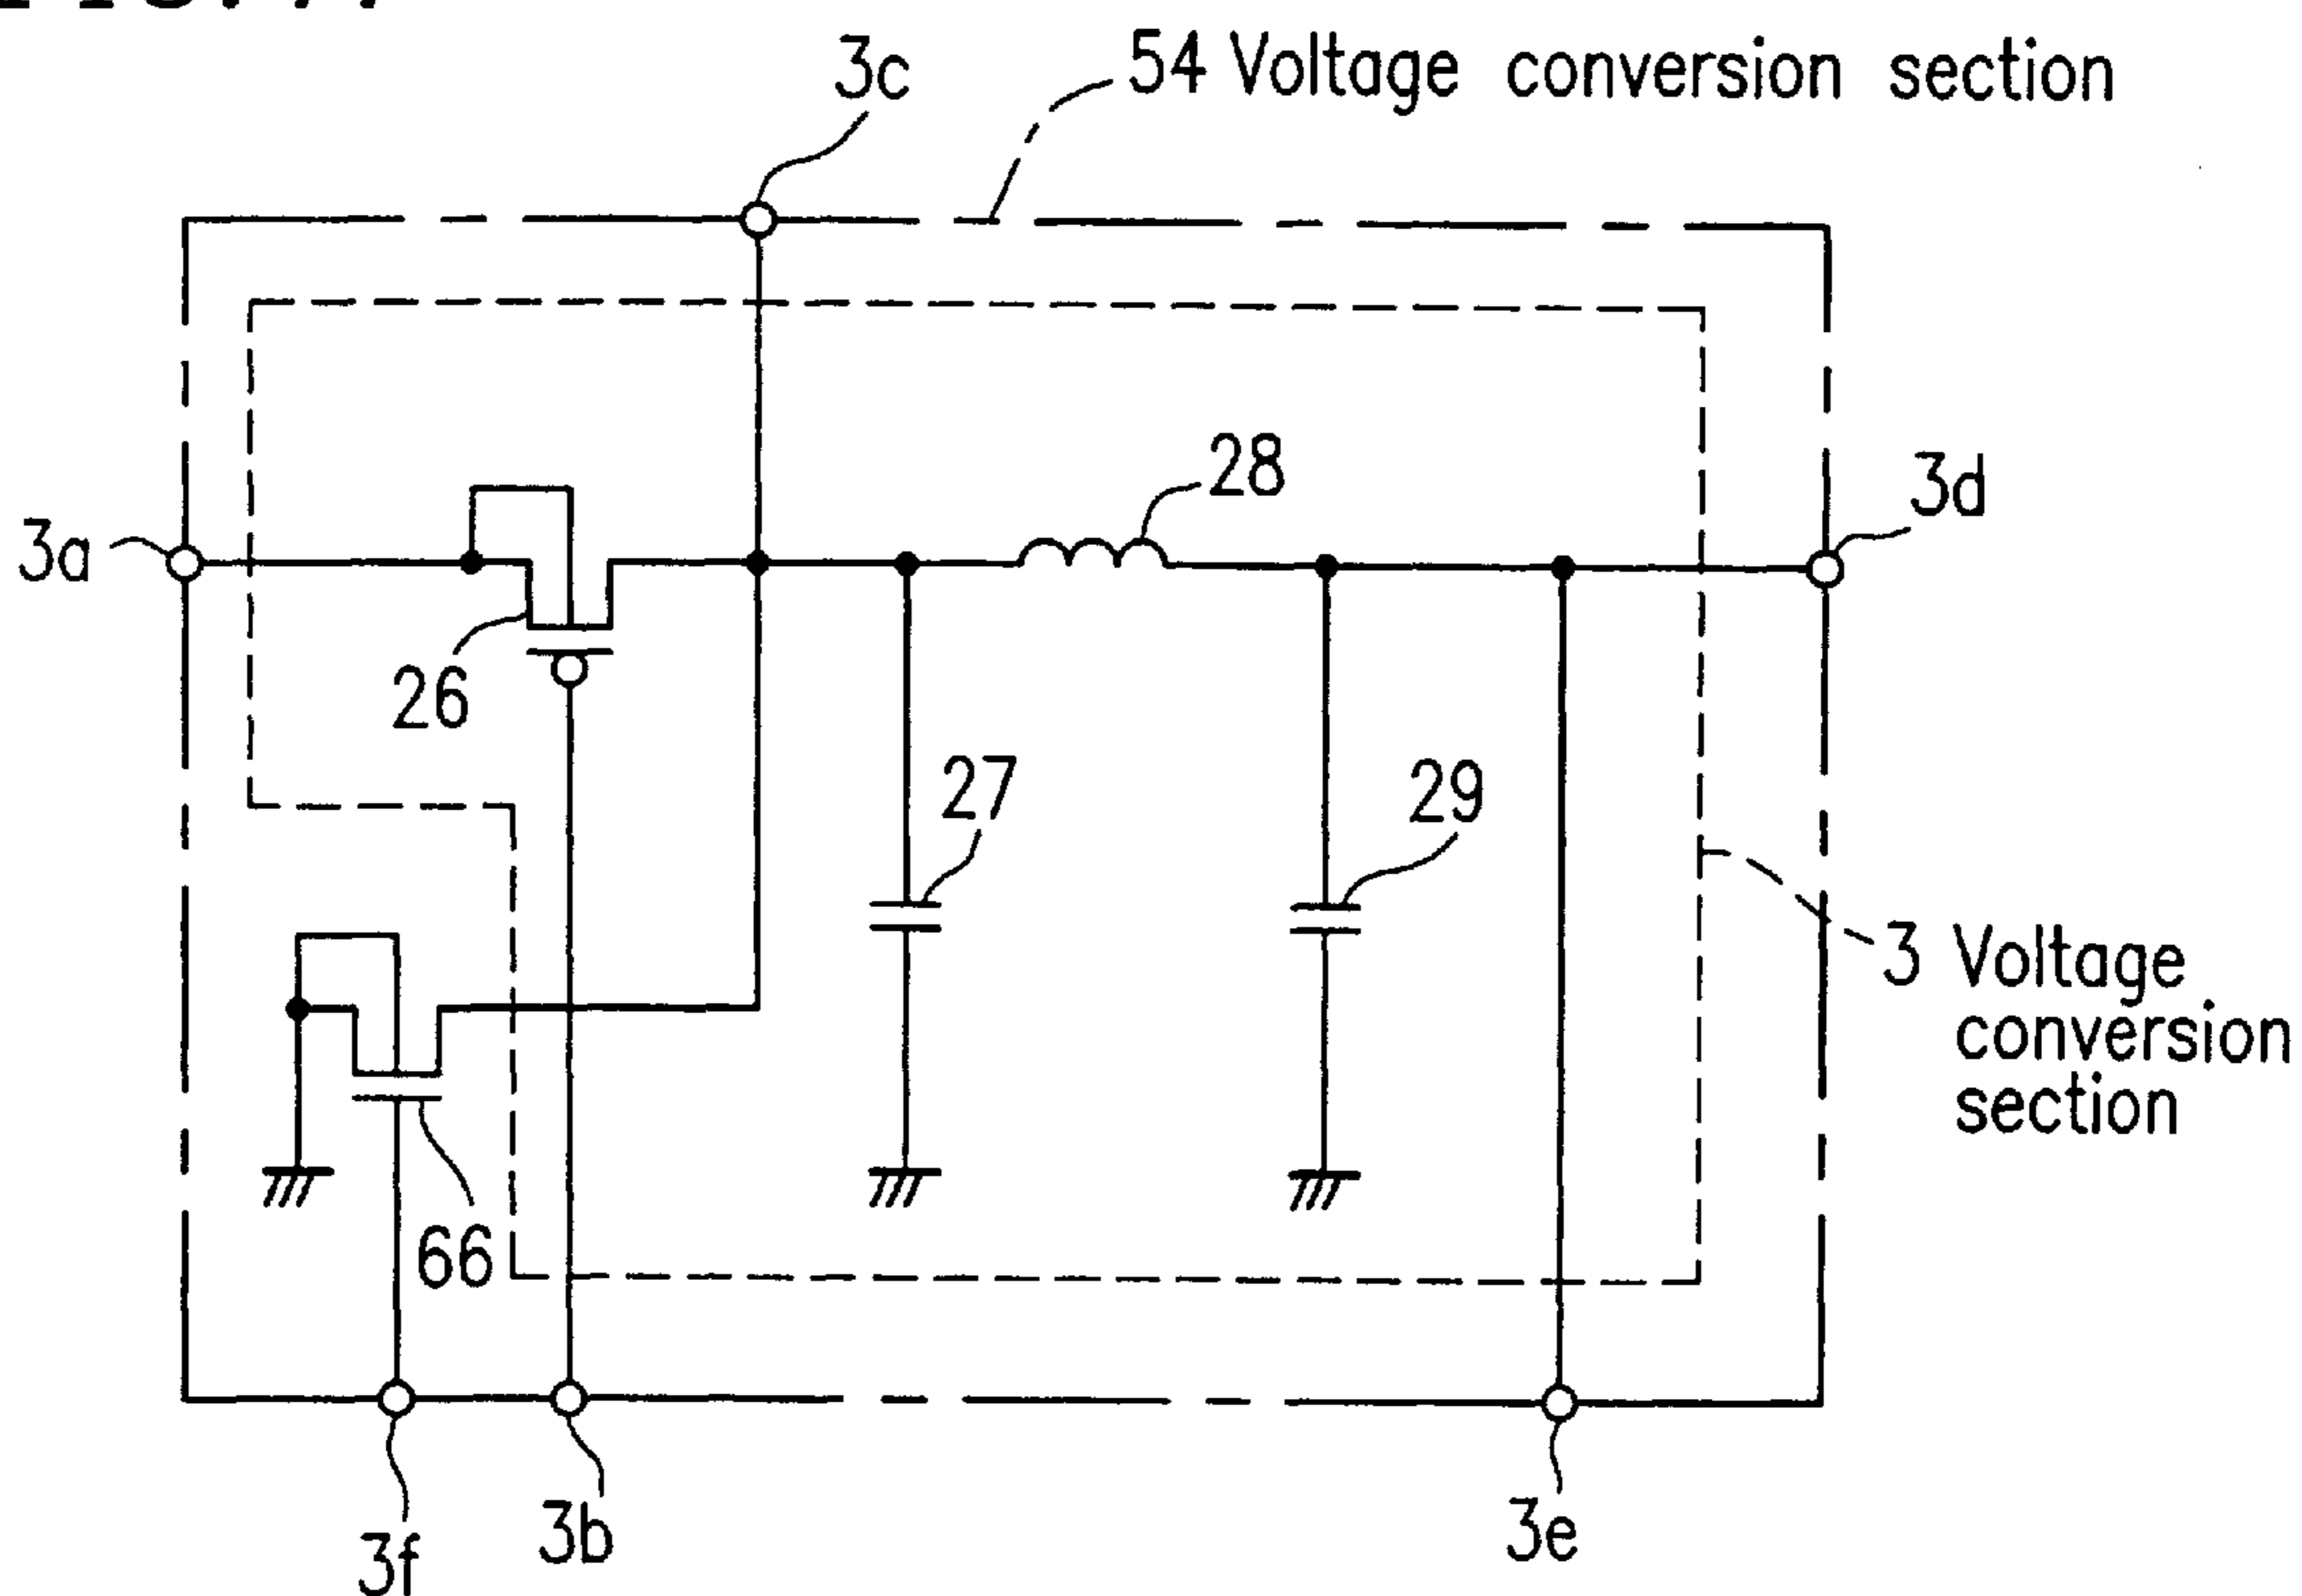 3c
54 Voltage conversion section
3a
28
3d
26
27
29
3 Voltage
conversion
section
66
3f
3b
3e